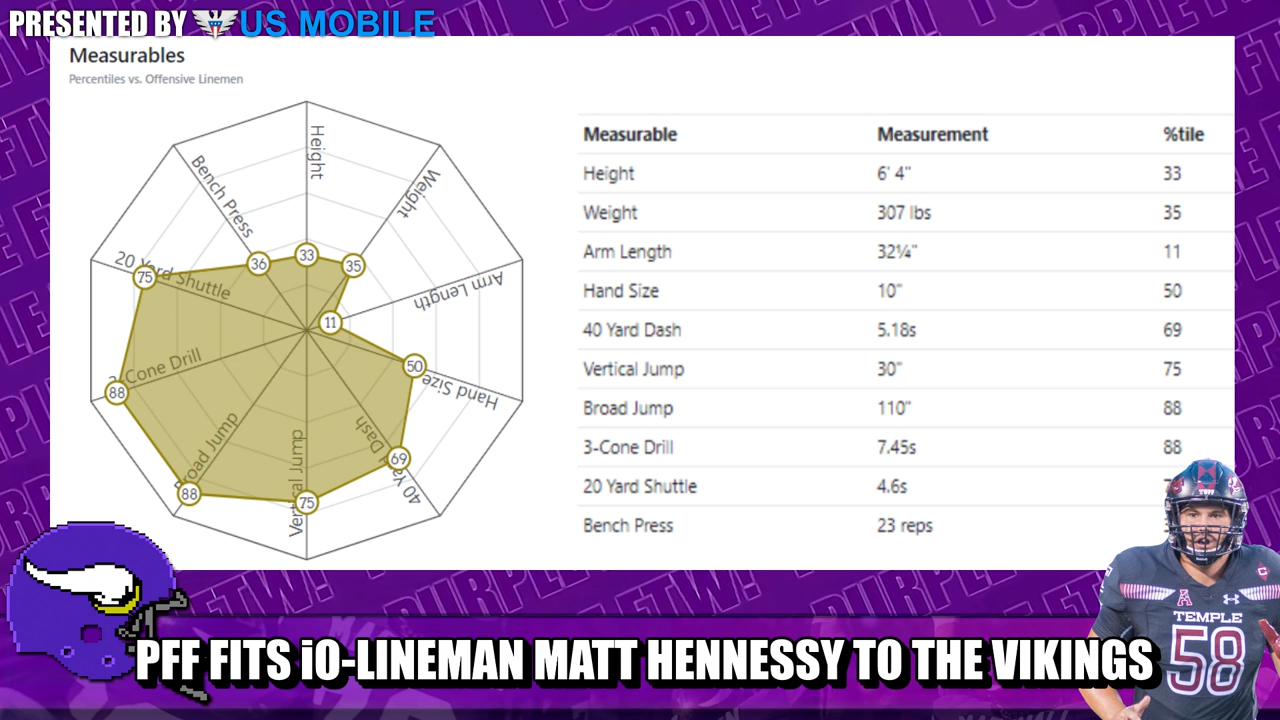 PRESENTED BY US MOBILE
Measurables
Percentiles vs. Offensive Linemen
Height
Weight
Arm Length
Hand Size
40 Ya Dash
Vertical Jump
Broad Jump
3-Cone Drill
20 Yard Shuttle
Bench Press
33
35
11
50
69
75
88
88
75
36
Measurable Measurement %tile
Height 6' 4" 33
Weight 307 lbs 35
Arm Length 32¼" 11
Hand Size 10" 50
40 Yard Dash 5.18s 69
Vertical Jump 30" 75
Broad Jump 110" 88
3-Cone Drill 7.45s 88
20 Yard Shuttle 4.6s
Bench Press 23 reps
TEMPLE
58
PFF FITS iO-LINEMAN MATT HENNESSY TO THE VIKINGS